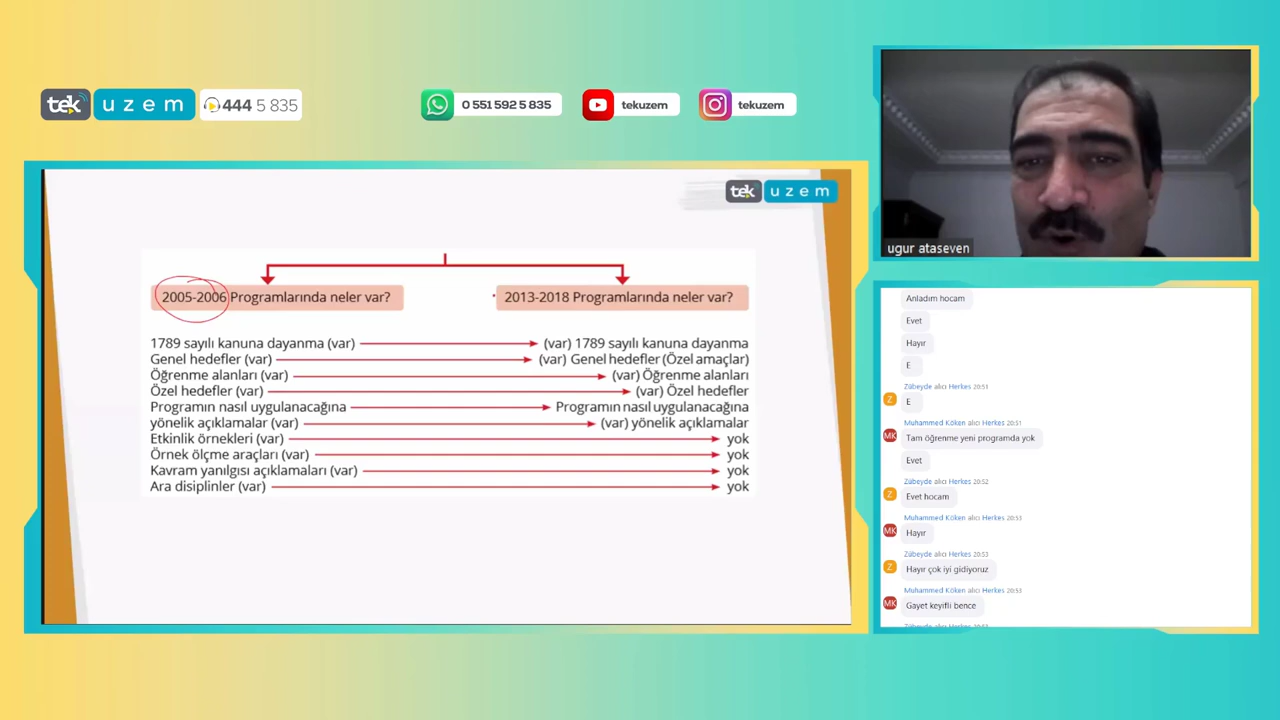 tek uzem 444 5 835
0 551 592 5 835
tekuzem
tekuzem
tek uzem
2005-2006 Programlarında neler var?
2013-2018 Programlarında neler var?
1789 sayılı kanuna dayanma (var) (var) 1789 sayılı kanuna dayanma
Genel hedefler (var) (var) Genel hedefler (Özel amaçlar)
Öğrenme alanları (var) (var) Öğrenme alanları
Özel hedefler (var) (var) Özel hedefler
Programın nasıl uygulanacağına Programın nasıl uygulanacağına
yönelik açıklamalar (var) (var) yönelik açıklamalar
Etkinlik örnekleri (var) yok
Örnek ölçme araçları (var) yok
Kavram yanılgısı açıklamaları (var) yok
Ara disiplinler (var) yok
ugur ataseven
Anladım hocam
Evet
Hayır
E
Zübeyde alıcı Herkes 20:51
Z E
Muhammed Köken alıcı Herkes 20:51
MK Tam öğrenme yeni programda yok
Evet
Zübeyde alıcı Herkes 20:52
Z Evet hocam
Muhammed Köken alıcı Herkes 20:53
MK Hayır
Zübeyde alıcı Herkes 20:53
Z Hayır çok iyi gidiyoruz
Muhammed Köken alıcı Herkes 20:53
MK Gayet keyifli bence